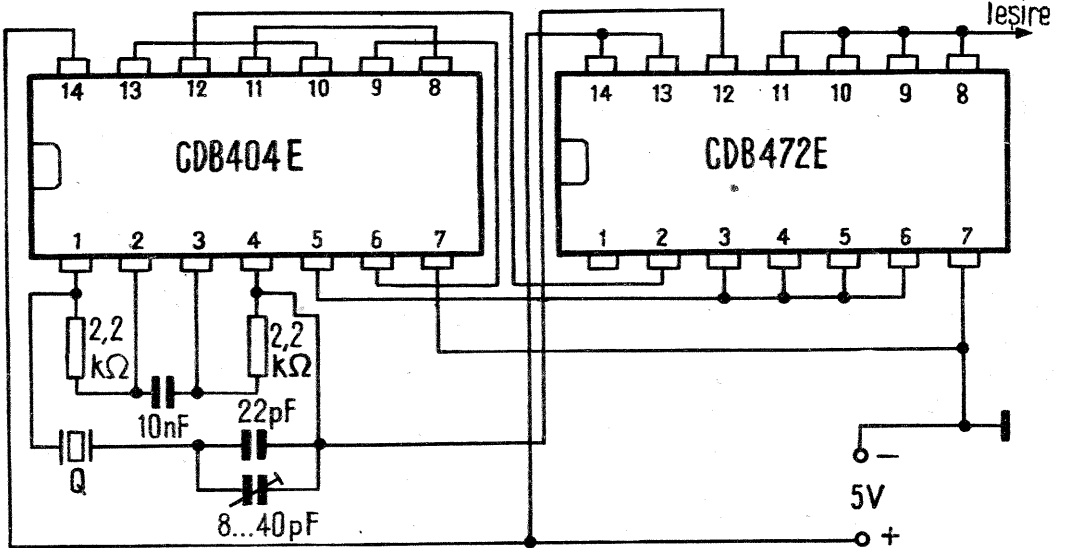 Ieșire
14 13 12 11 10 9 8
14 13 12 11 10 9 8
CDB404E
CDB472E
1 2 3 4 5 6 7
1 2 3 4 5 6 7
2,2
kΩ
2,2
kΩ
10nF
22pF
Q
8...40pF
−
5V
+